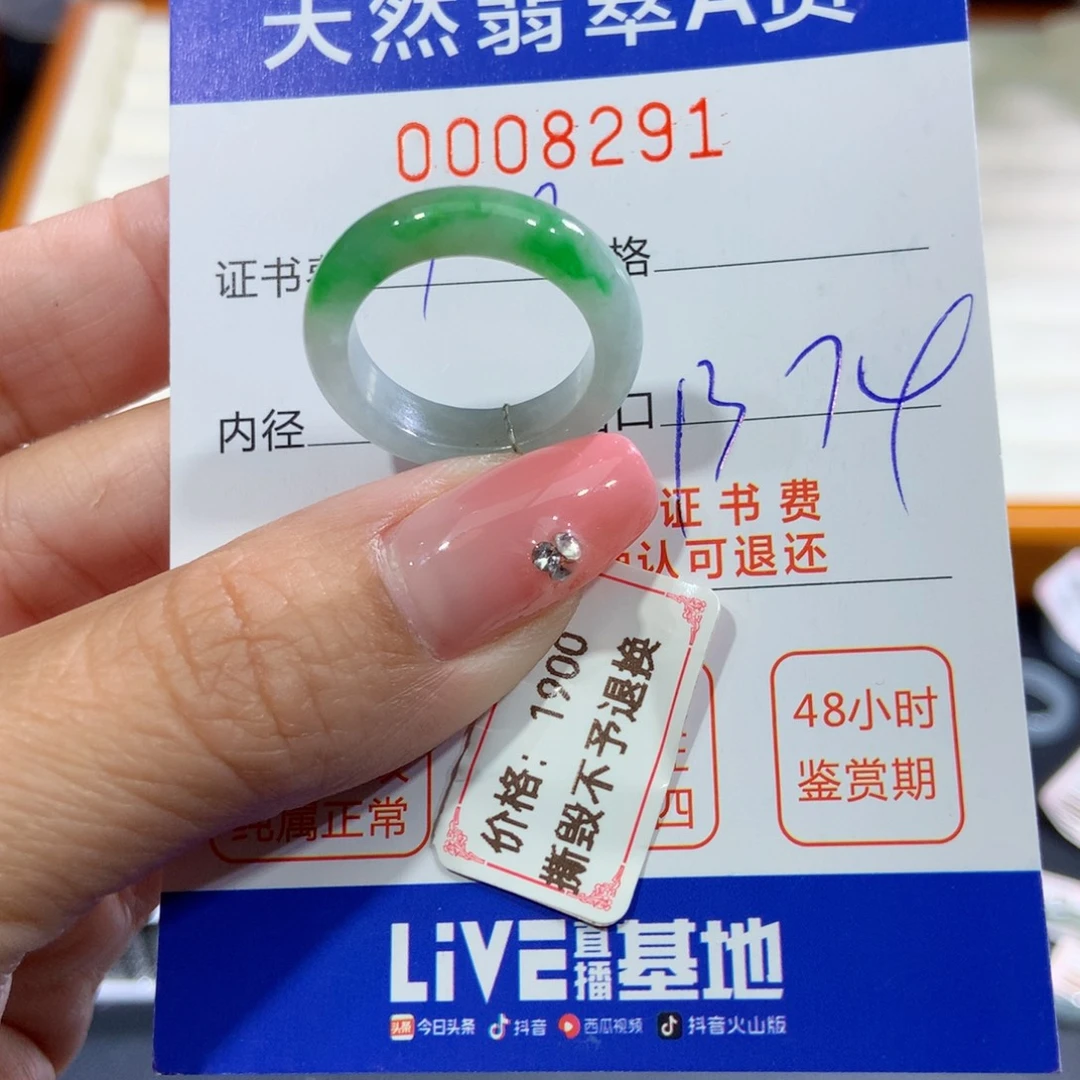 天然翡翠A货
0008291
证书
格
内径
口
证书费
认可退还
价格：1900
撕毁不予退换
四
48小时
鉴赏期
纯属正常
LiVE直播基地
头条 今日头条 抖音 西瓜视频 抖音火山版